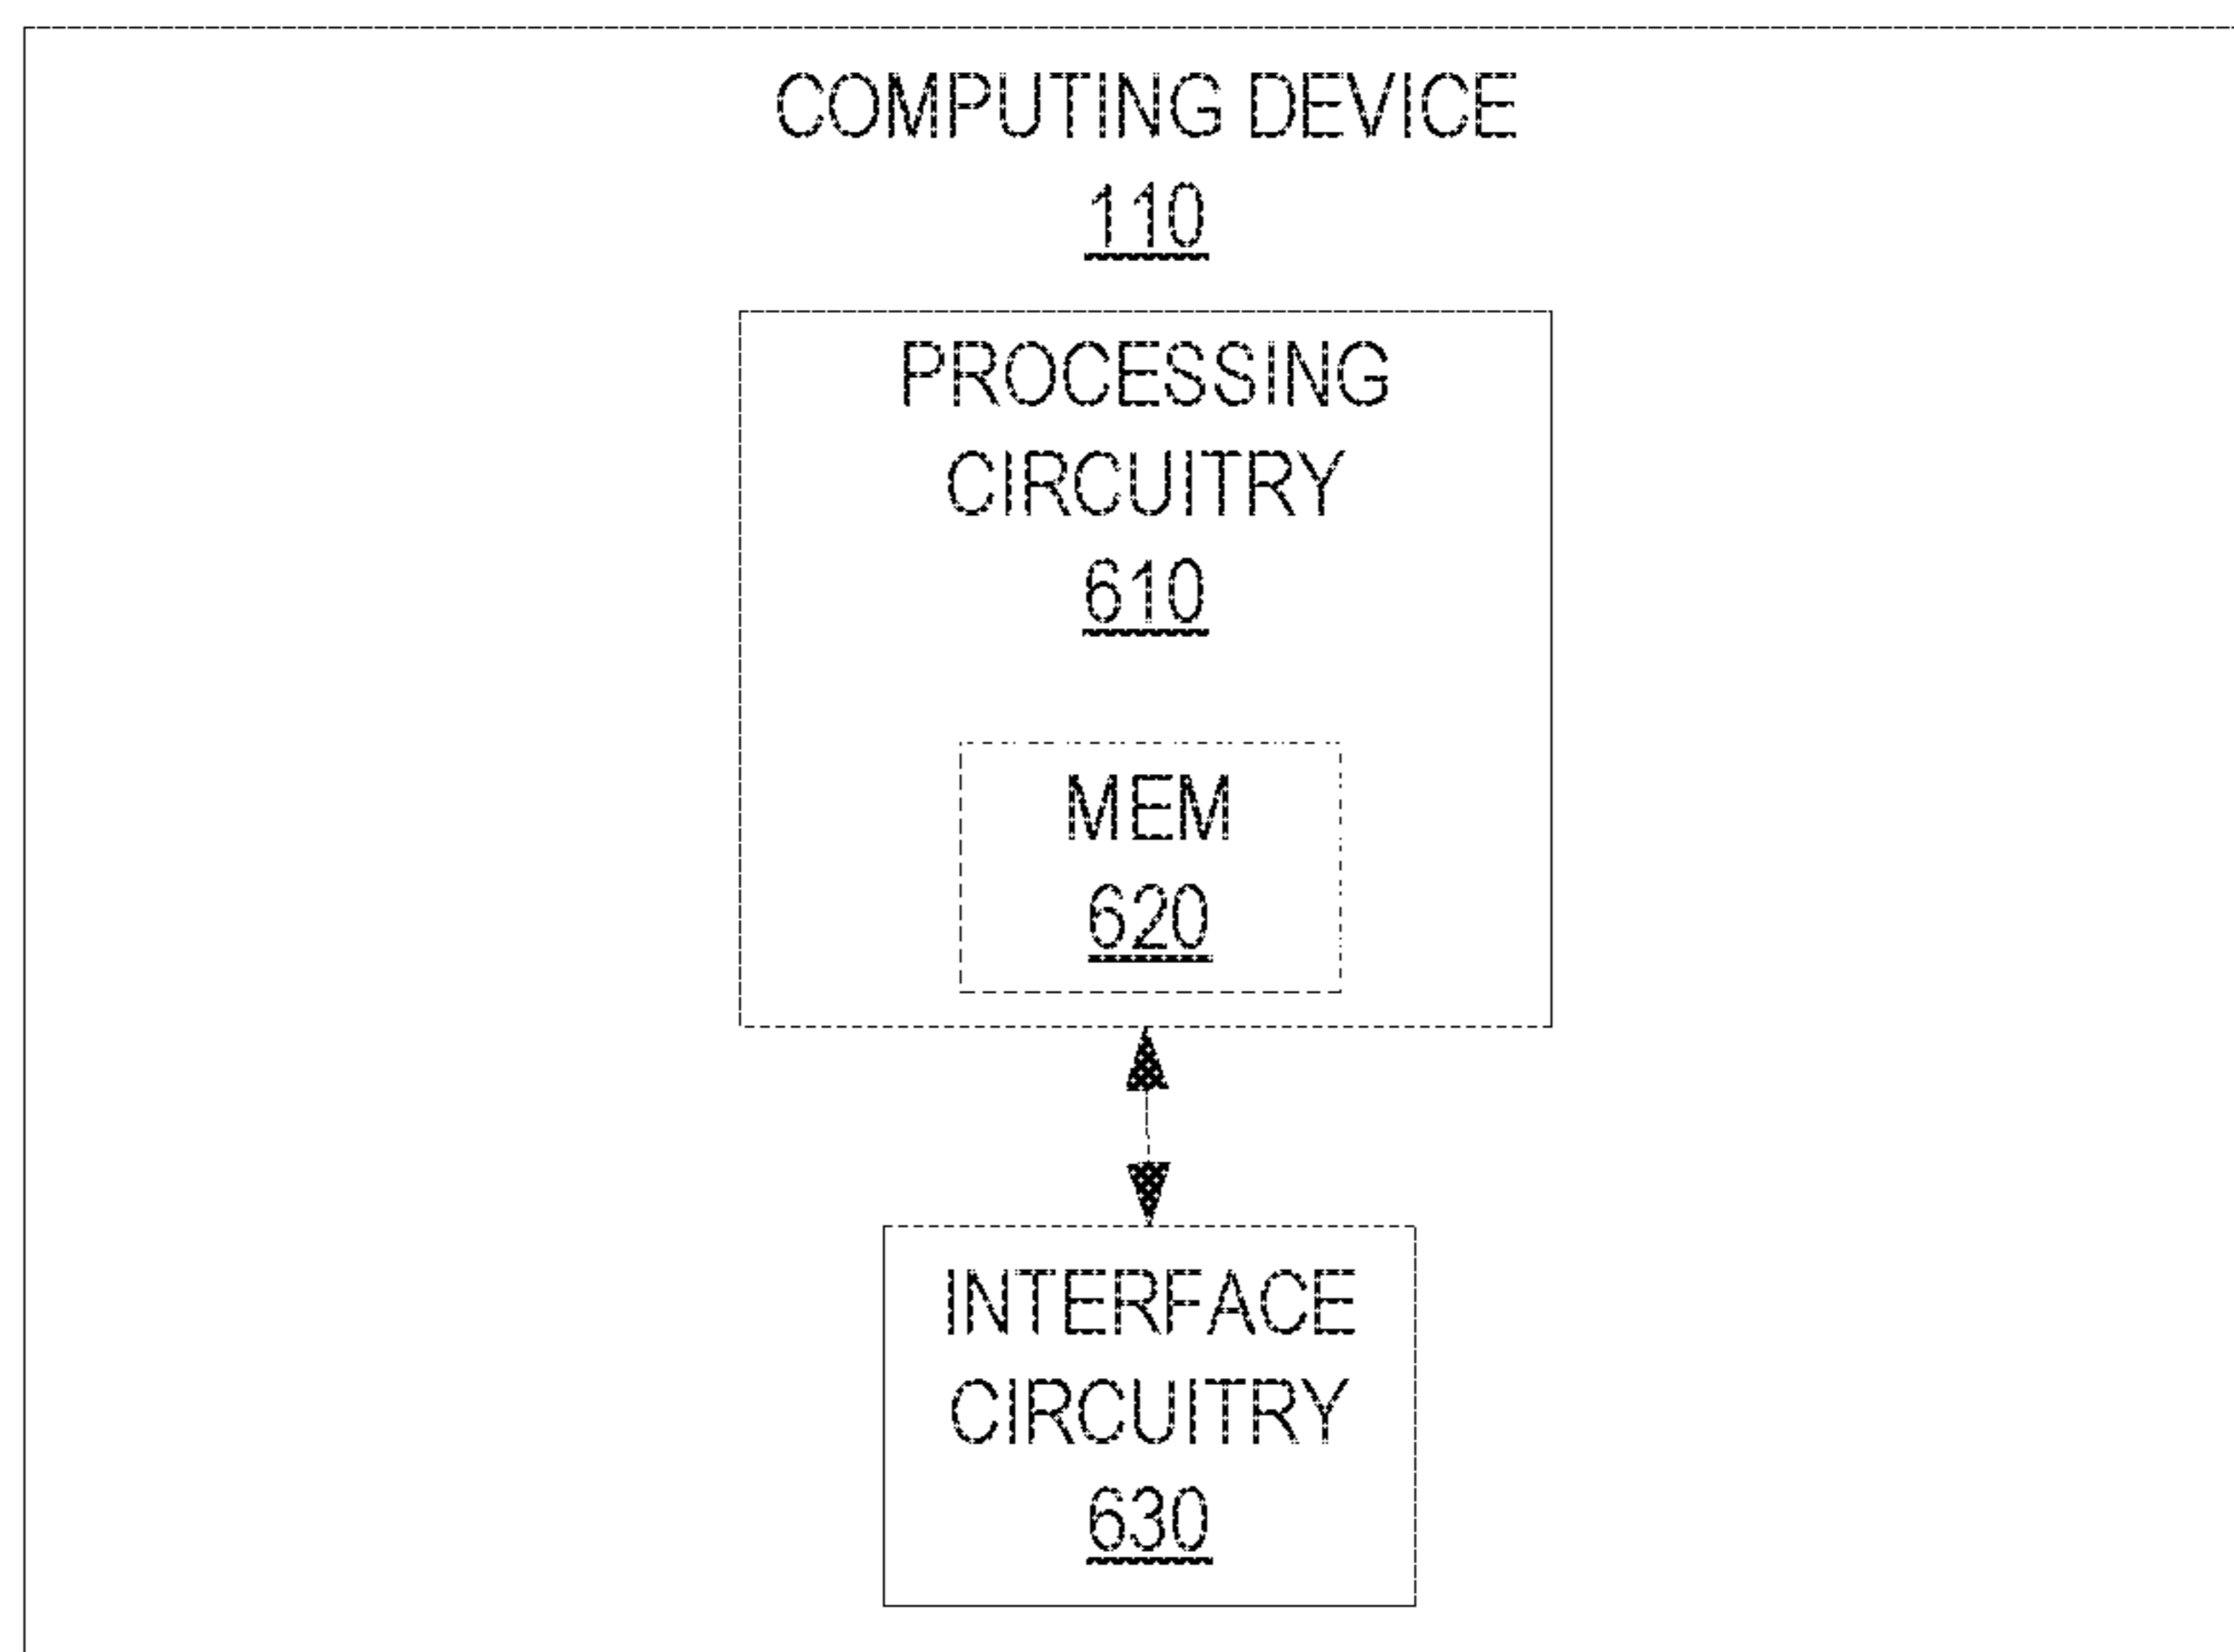 COMPUTING DEVICE
110
PROCESSING
CIRCUITRY
610
MEM
620
INTERFACE
CIRCUITRY
630